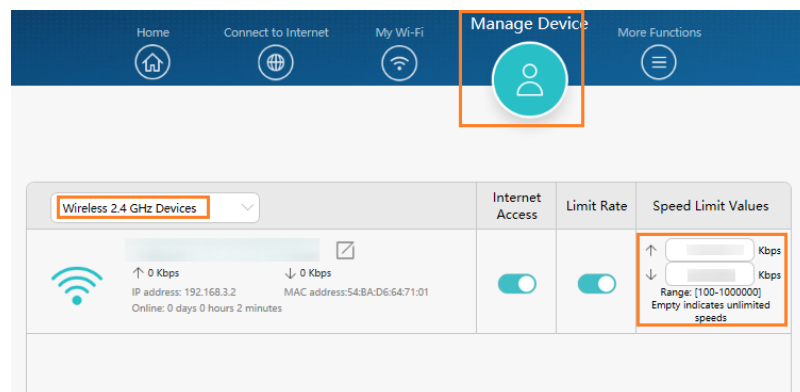 Home
Connect to Internet
My Wi-Fi
Manage Device
More Functions
Wireless 2.4 GHz Devices
Internet
Access
Limit Rate
Speed Limit Values
↑ 0 Kbps
↓ 0 Kbps
IP address: 192.168.3.2
MAC address:54:BA:D6:64:71:01
Online: 0 days 0 hours 2 minutes
↑ Kbps
↓ Kbps
Range: [100-1000000]
Empty indicates unlimited
speeds